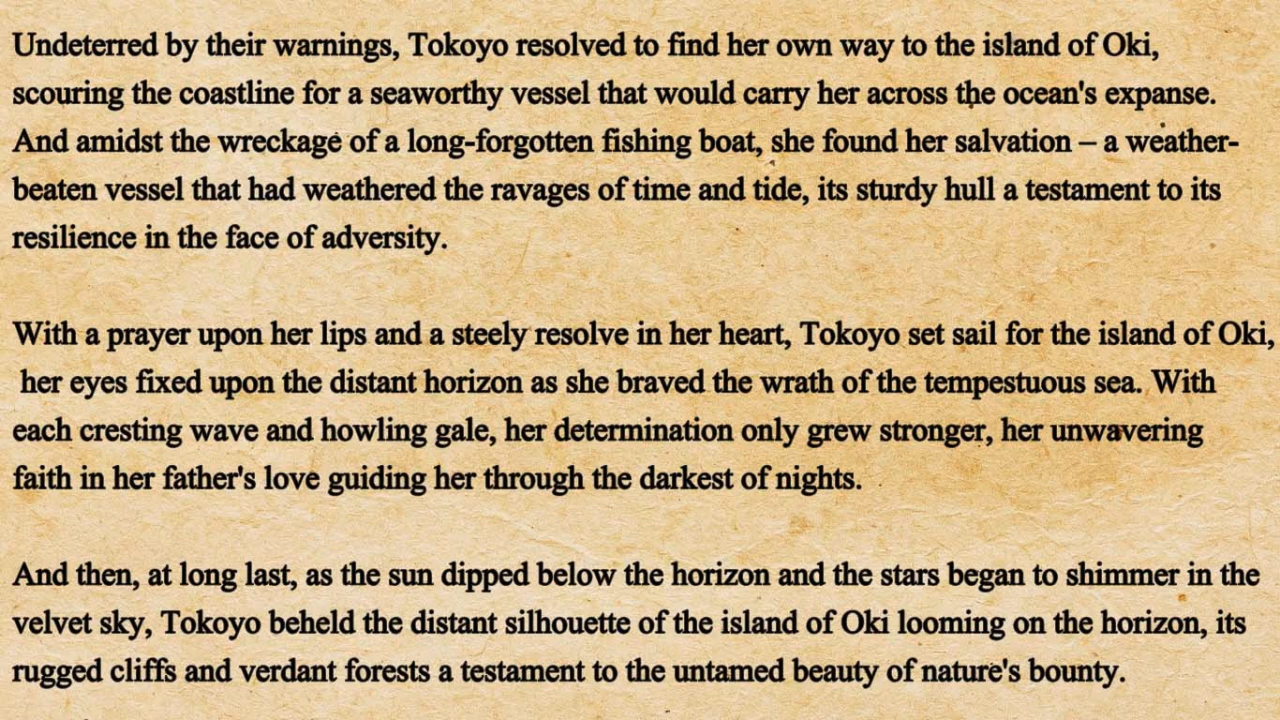 Undeterred by their warnings, Tokoyo resolved to find her own way to the island of Oki,
scouring the coastline for a seaworthy vessel that would carry her across the ocean's expanse.
And amidst the wreckage of a long-forgotten fishing boat, she found her salvation – a weather-
beaten vessel that had weathered the ravages of time and tide, its sturdy hull a testament to its
resilience in the face of adversity.
With a prayer upon her lips and a steely resolve in her heart, Tokoyo set sail for the island of Oki,
her eyes fixed upon the distant horizon as she braved the wrath of the tempestuous sea. With
each cresting wave and howling gale, her determination only grew stronger, her unwavering
faith in her father's love guiding her through the darkest of nights.
And then, at long last, as the sun dipped below the horizon and the stars began to shimmer in the
velvet sky, Tokoyo beheld the distant silhouette of the island of Oki looming on the horizon, its
rugged cliffs and verdant forests a testament to the untamed beauty of nature's bounty.